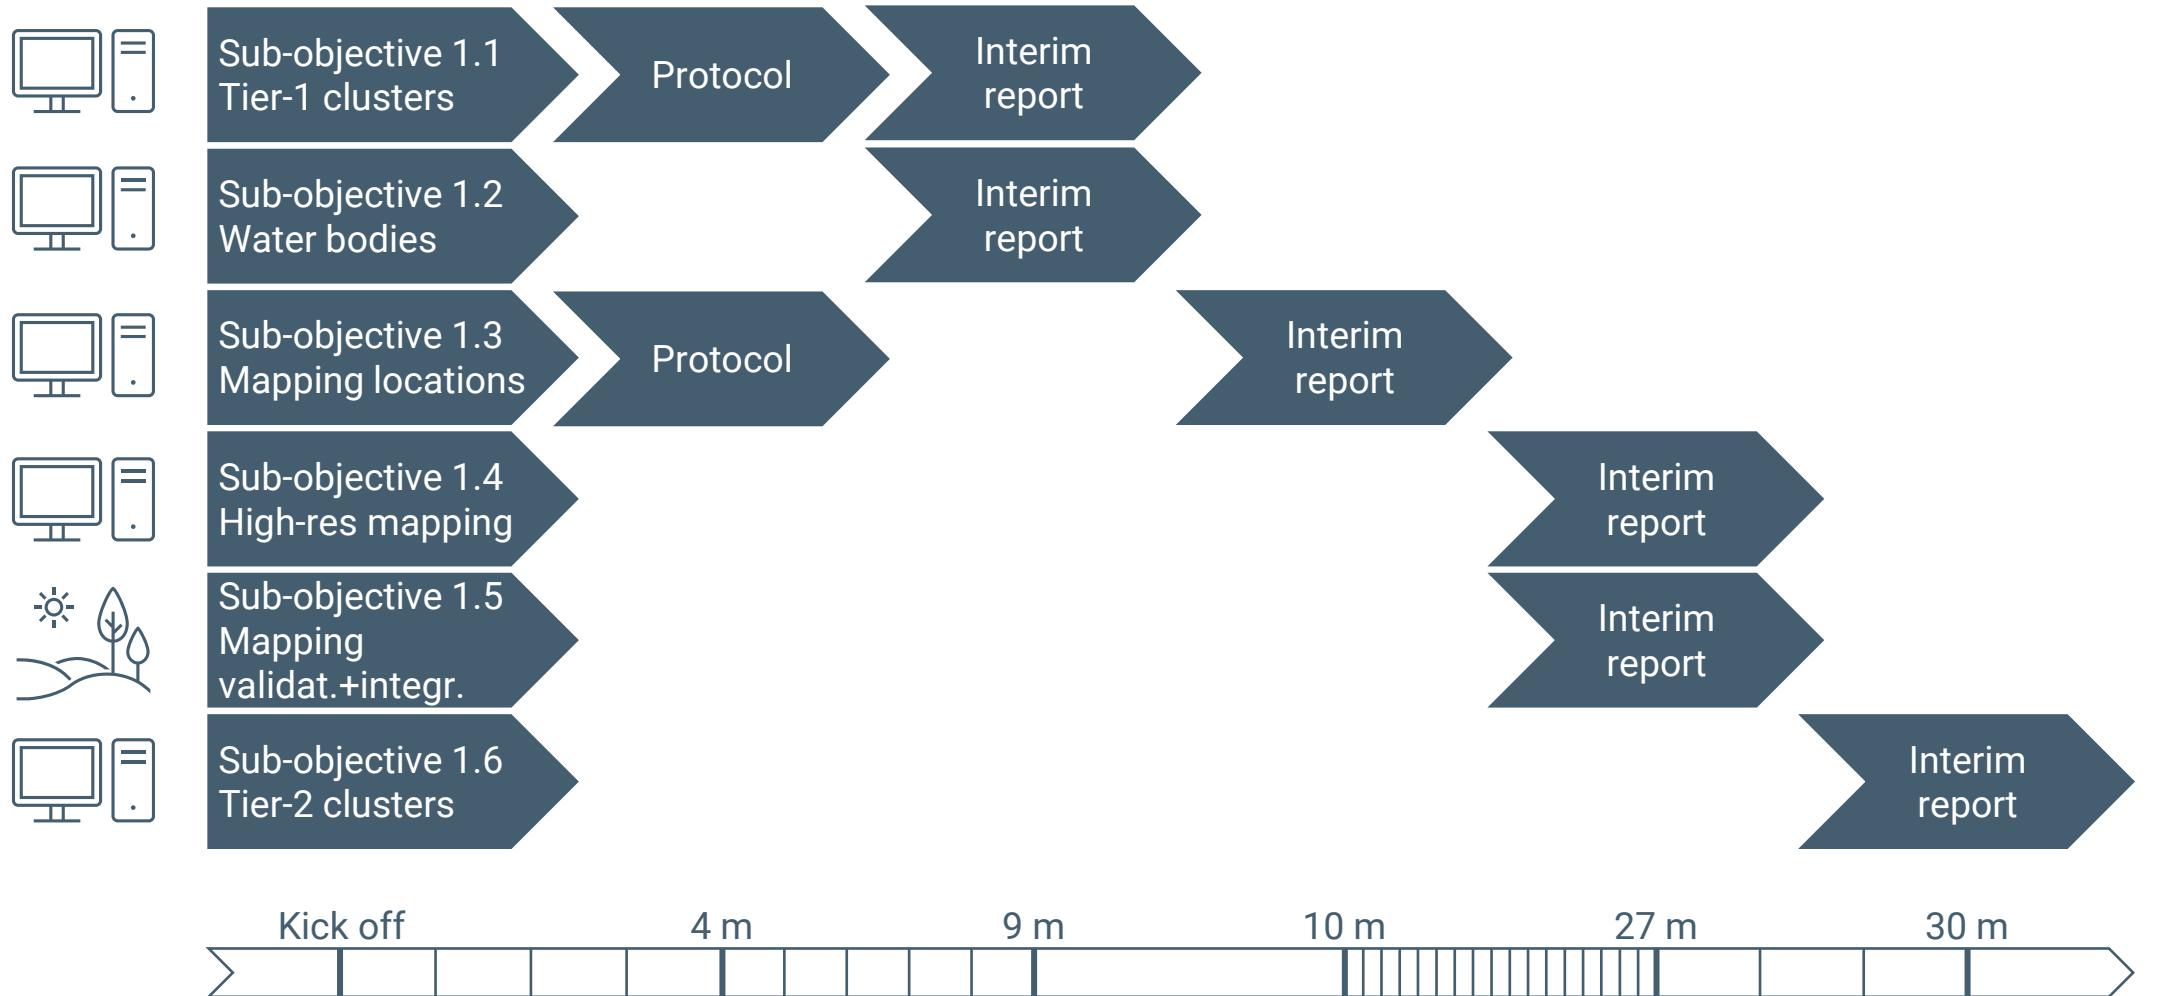 Sub-objective 1.1
Tier-1 clusters
Protocol
Interim
report
Sub-objective 1.2
Water bodies
Interim
report
Sub-objective 1.3
Mapping locations
Protocol
Interim
report
Sub-objective 1.4
High-res mapping
Interim
report
Sub-objective 1.5
Mapping
validat.+integr.
Interim
report
Sub-objective 1.6
Tier-2 clusters
Interim
report
Kick off
4 m
9 m
10 m
27 m
30 m